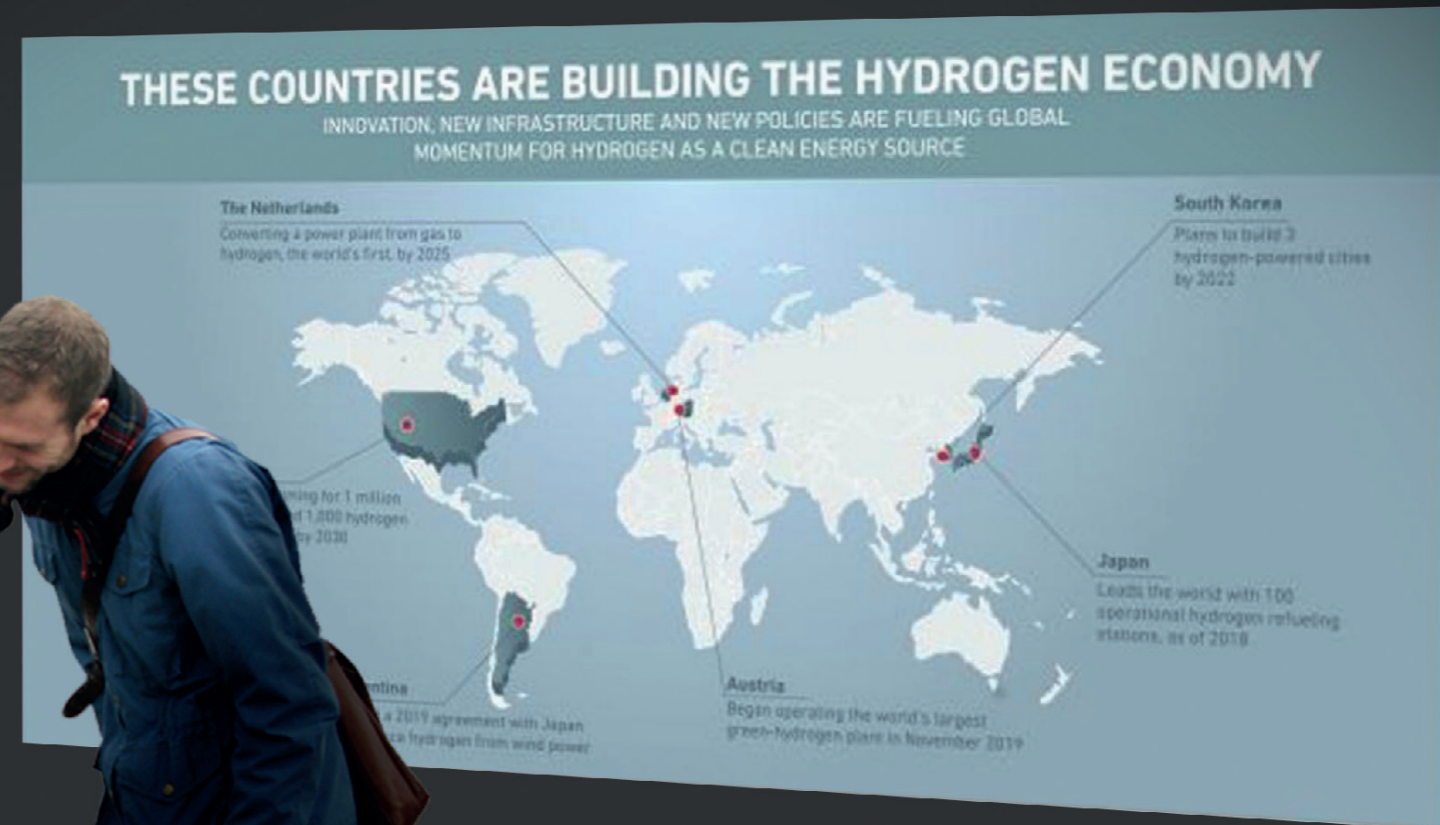 THESE COUNTRIES ARE BUILDING THE HYDROGEN ECONOMY
INNOVATION, NEW INFRASTRUCTURE AND NEW POLICIES ARE FUELING GLOBAL
MOMENTUM FOR HYDROGEN AS A CLEAN ENERGY SOURCE
The Netherlands
Converting a power plant from gas to
hydrogen, the world's first, by 2025
South Korea
Plans to build 3
hydrogen-powered cities
by 2022
for 1 million
1,000 hydrogen
by 2030
Japan
Leads the world with 100
operational hydrogen refueling
stations, as of 2018
a 2019 agreement with Japan
hydrogen from wind power
Austria
Began operating the world's largest
green-hydrogen plant in November 2019